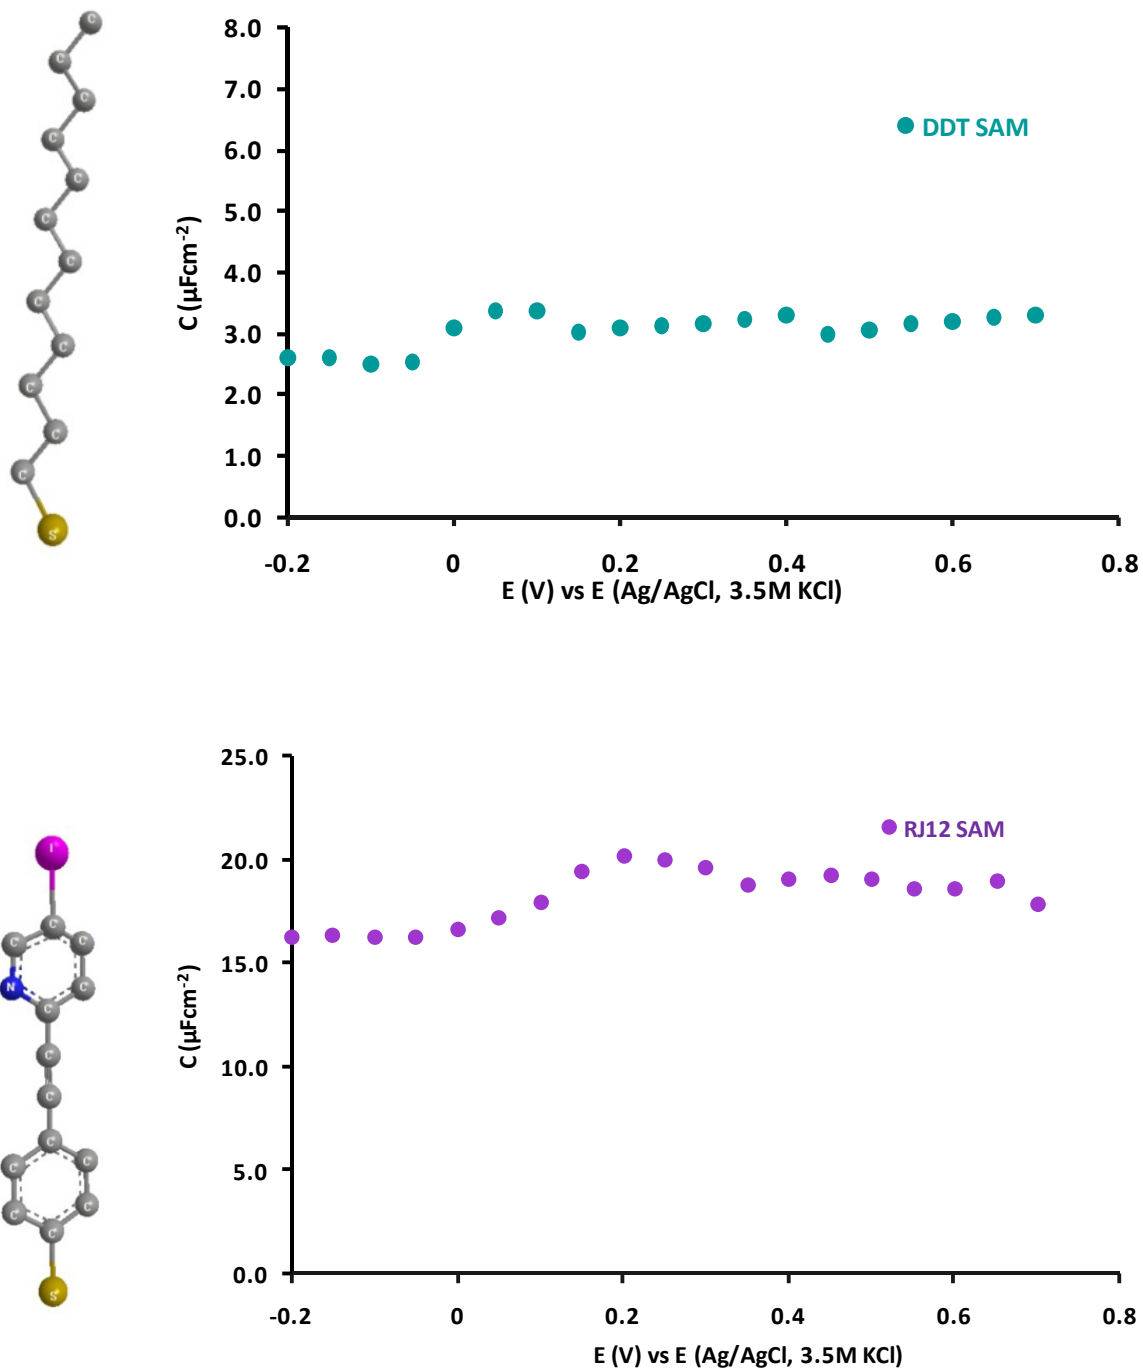 C
C
C
C
C
C
C
C
C
C
C
C
S
8.0
7.0
6.0
5.0
4.0
3.0
2.0
1.0
0.0
C (µFcm-2)
DDT SAM
-0.2 0 0.2 0.4 0.6 0.8
E (V) vs E (Ag/AgCl, 3.5M KCl)
I
C
C C
N C
C
C
C
C
C C
C C
C
S
25.0
20.0
15.0
10.0
5.0
0.0
C (µFcm-2)
RJ12 SAM
-0.2 0 0.2 0.4 0.6 0.8
E (V) vs E (Ag/AgCl, 3.5M KCl)